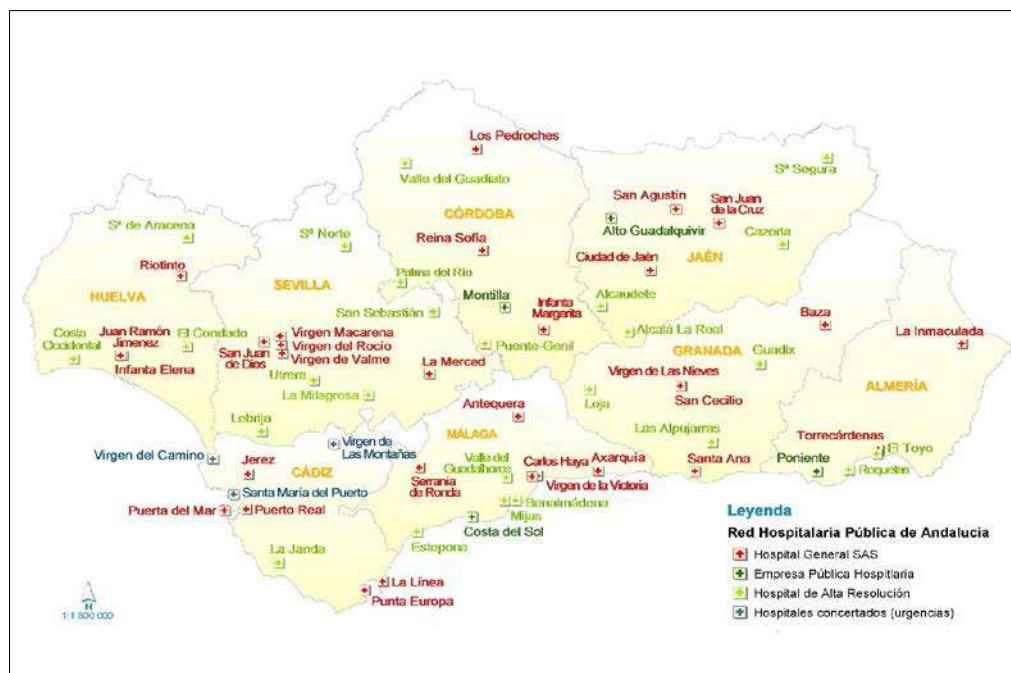 Los Pedroches
Valle del Guadiato
Sª Segura
San Agustín
San Juan
de la Cruz
CÓRDOBA
Sª de Aracena
Sª Norte
Alto Guadalquivir
Reina Sofía
Cazorla
Riotinto
Ciudad de Jaén
JAÉN
Palma del Rio
SEVILLA
HUELVA
Montilla
Infanta
Margarita
Alcaudete
San Sebastián
Baza
Costa
Occidental
Juan Ramón
Jimenez
El Condado
Virgen Macarena
Virgen del Rocio
Virgen de Valme
Alcalá La Real
La Inmaculada
San Juan
de Dios
Puente-Genil
GRANADA
Guadix
Infanta Elena
La Merced
Virgen de Las Nieves
Utrera
ALMERÍA
La Milagrosa
Loja
San Cecilio
Antequera
Lebrija
MÁLAGA
Las Alpujarras
Torrecárdenas
El Toyo
Virgen de
Las Montañas
Virgen del Camino
Valle del
Guadalhorce
Carlos Haya
Axarquía
Santa Ana
Poniente
Roquetas
Jerez
CÁDIZ
Serranía
de Ronda
Virgen de la Victoria
Santa María del Puerto
Benalmádena
Puerta del Mar
Puerto Real
Mijas
Costa del Sol
La Janda
Estepona
La Línea
Punta Europa
Leyenda
Red Hospitalaria Pública de Andalucia
Hospital General SAS
Empresa Pública Hospitlaria
Hospital de Alta Resolución
Hospitales concertados (urgencias)
N
1:1 800 000